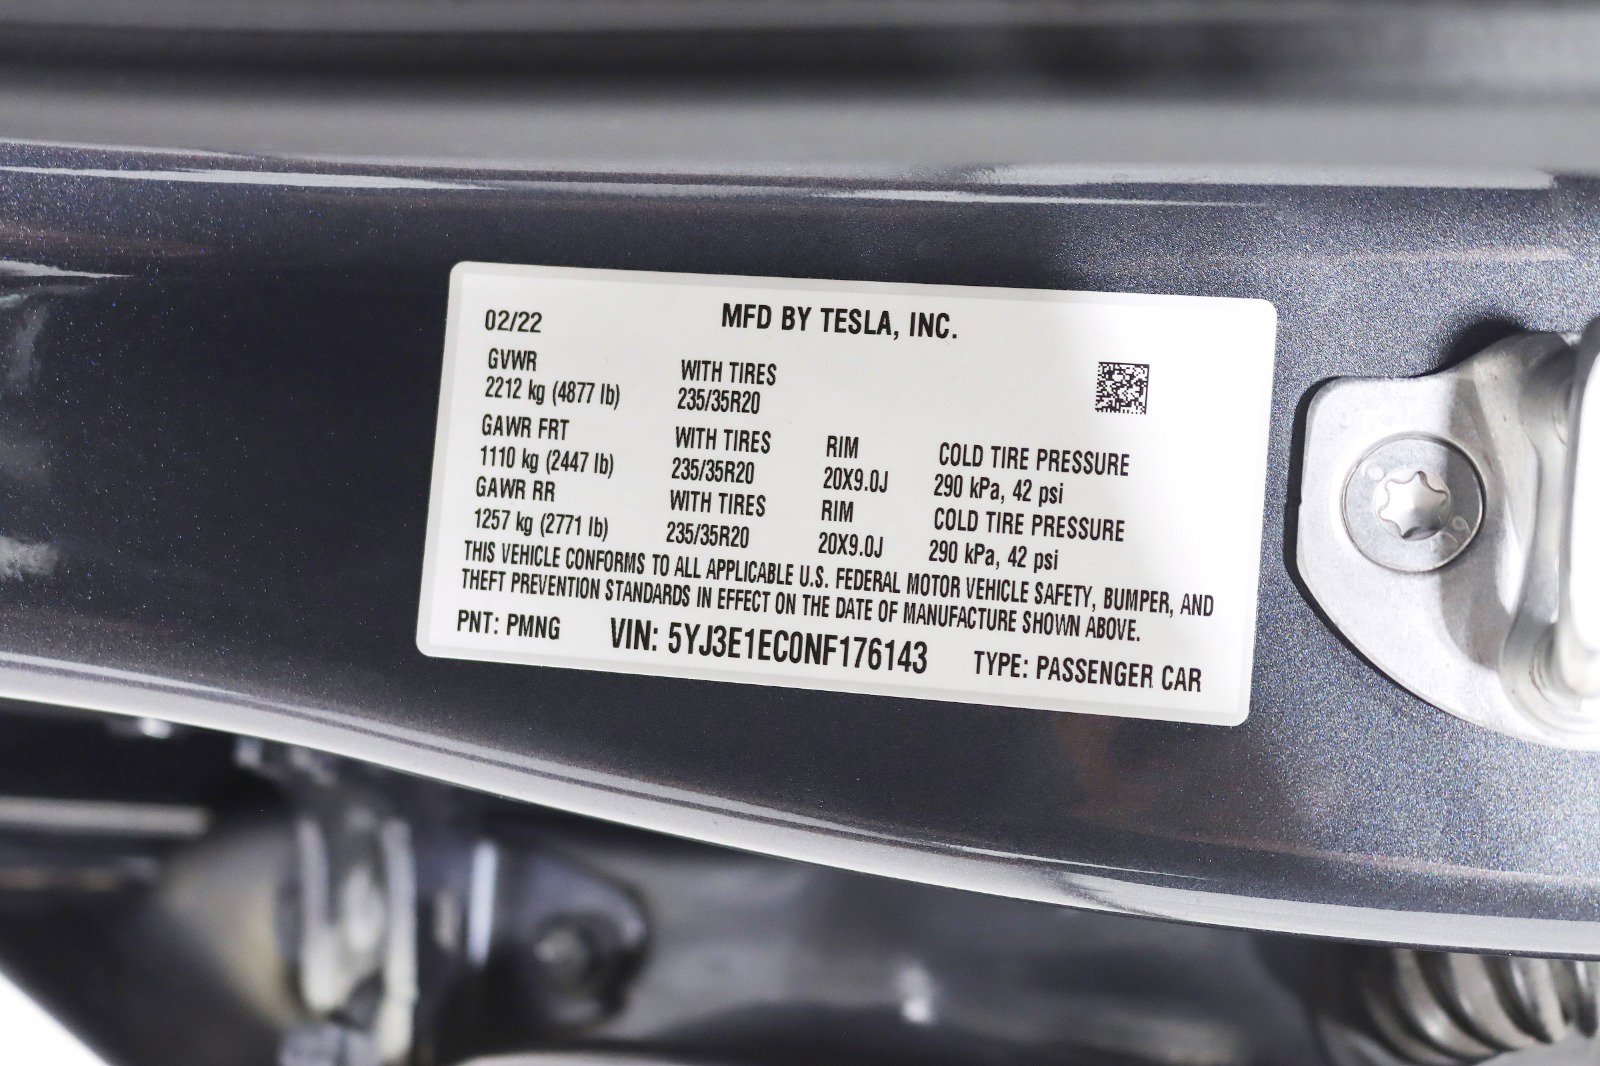 MFD BY TESLA, INC.
02/22
GVWR WITH TIRES
2212 kg (4877 lb) 235/35R20
GAWR FRT WITH TIRES RIM COLD TIRE PRESSURE
1110 kg (2447 lb) 235/35R20 20X9.0J 290 kPa, 42 psi
GAWR RR WITH TIRES RIM COLD TIRE PRESSURE
1257 kg (2771 lb) 235/35R20 20X9.0J 290 kPa, 42 psi
THIS VEHICLE CONFORMS TO ALL APPLICABLE U.S. FEDERAL MOTOR VEHICLE SAFETY, BUMPER, AND
THEFT PREVENTION STANDARDS IN EFFECT ON THE DATE OF MANUFACTURE SHOWN ABOVE.
PNT: PMNG VIN: 5YJ3E1EC0NF176143 TYPE: PASSENGER CAR